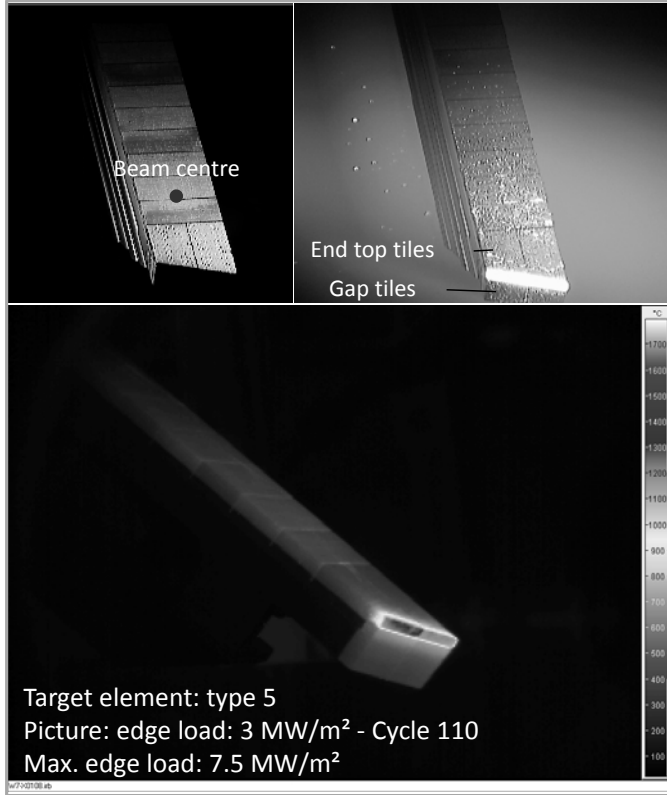 Beam centre
End top tiles
Gap tiles
°C
1700
1600
1500
1400
1300
1200
1100
1000
900
800
700
600
500
400
300
200
100
Target element: type 5
Picture: edge load: 3 MW/m² - Cycle 110
Max. edge load: 7.5 MW/m²